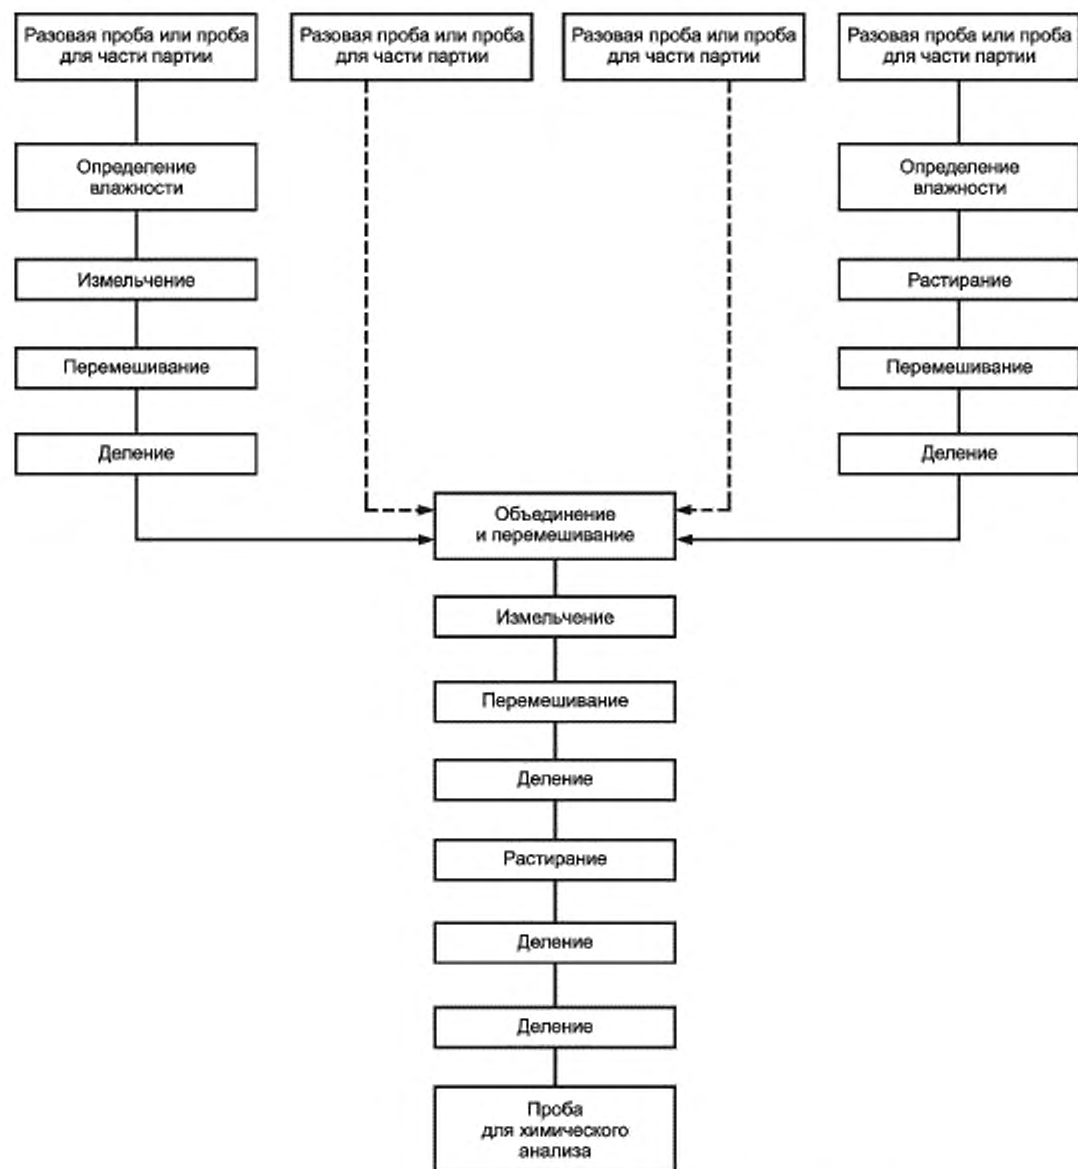 Разовая проба или проба
для части партии
Разовая проба или проба
для части партии
Разовая проба или проба
для части партии
Разовая проба или проба
для части партии
Определение
влажности
Определение
влажности
Измельчение
Растирание
Перемешивание
Перемешивание
Деление
Деление
Объединение
и перемешивание
Измельчение
Перемешивание
Деление
Растирание
Деление
Деление
Проба
для химического
анализа